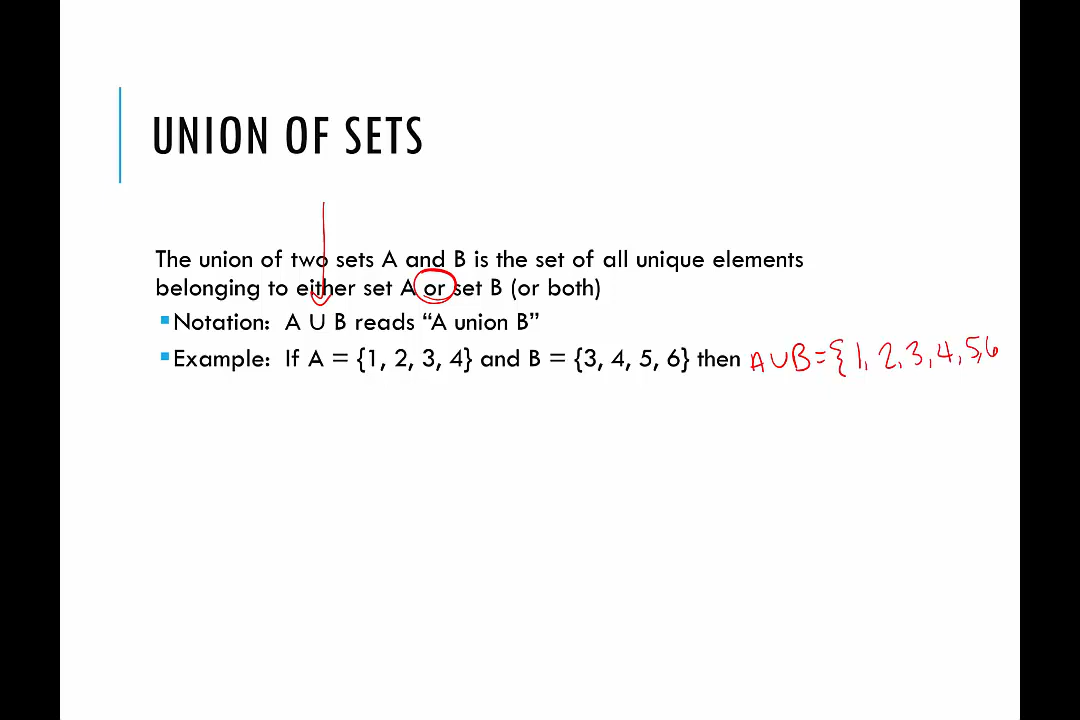 UNION OF SETS
The union of two sets A and B is the set of all unique elements
belonging to either set A or set B (or both)
▪Notation: A ∪ B reads “A union B”
▪Example: If A = {1, 2, 3, 4} and B = {3, 4, 5, 6} then A∪B={1, 2, 3, 4, 5, 6